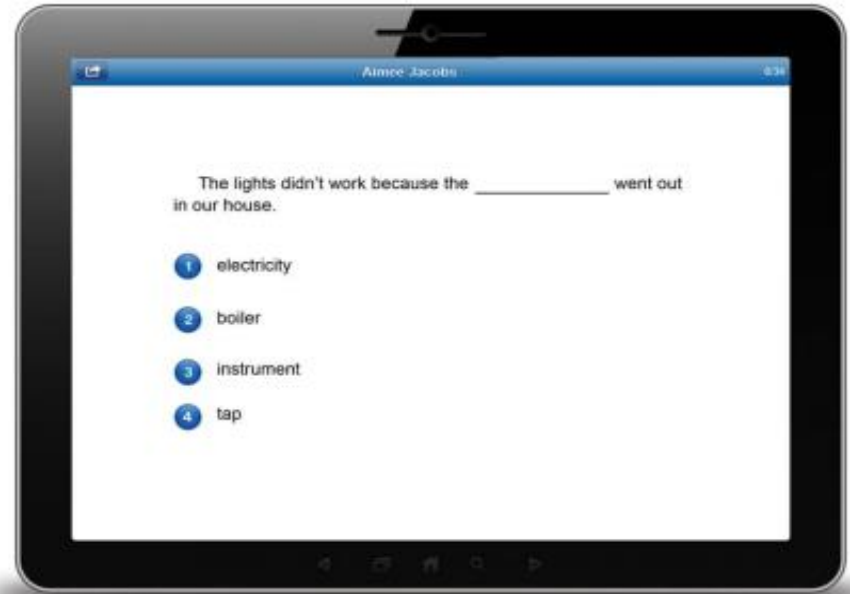 Aimee Jacobs
The lights didn't work because the ______________ went out
in our house.
1 electricity
2 boiler
3 instrument
4 tap